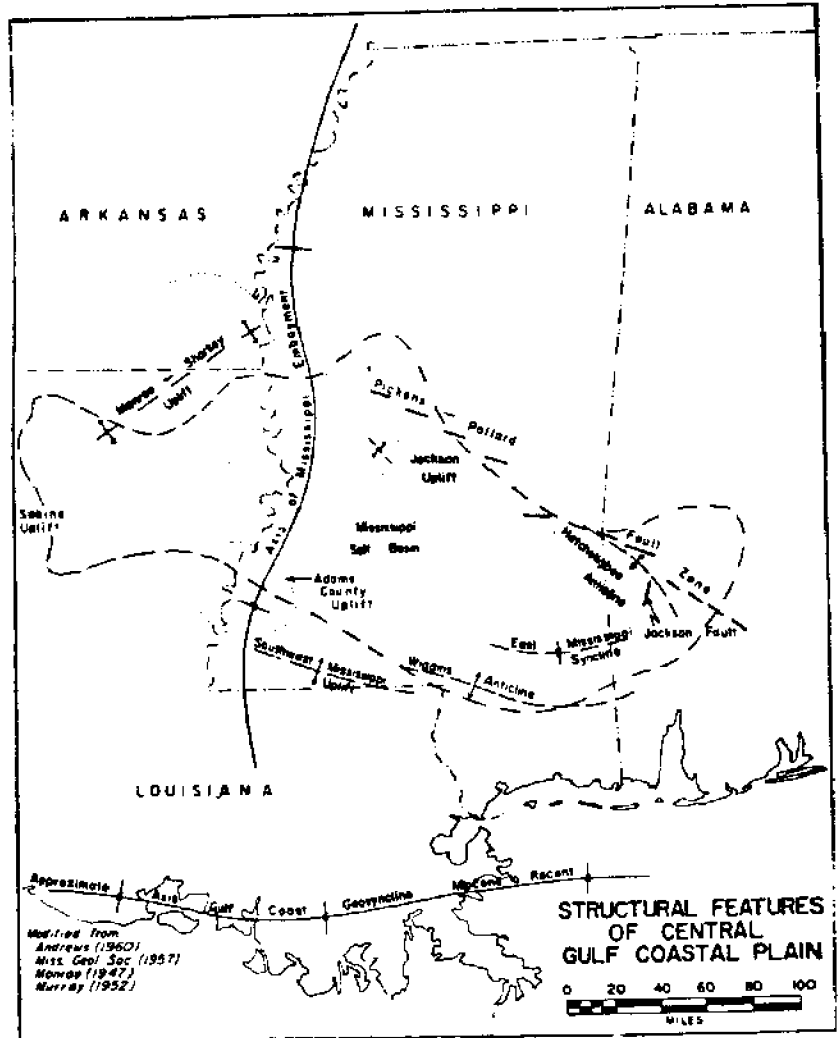 ARKANSAS
MISSISSIPPI
ALABAMA
Monroe - Sharkey
Uplift
Axis of Mississippi Embayment
Pickens
Pollard
Jackson
Uplift
Sabine
Uplift
Mississippi
Salt Basin
Fault
Zone
Hatchetigbee
Anticline
Adams
County
Uplift
Jackson Fault
East Mississippi
Syncline
Southwest Mississippi
Uplift
Wiggins Anticline
LOUISIANA
Approximate Axis Gulf Coast Geosyncline Miocene Recent
Modified from
Andrews (1960)
Miss. Geol Soc (1957)
Monroe (1947)
Murray (1952)
STRUCTURAL FEATURES
OF CENTRAL
GULF COASTAL PLAIN
0 20 40 60 80 100
MILES